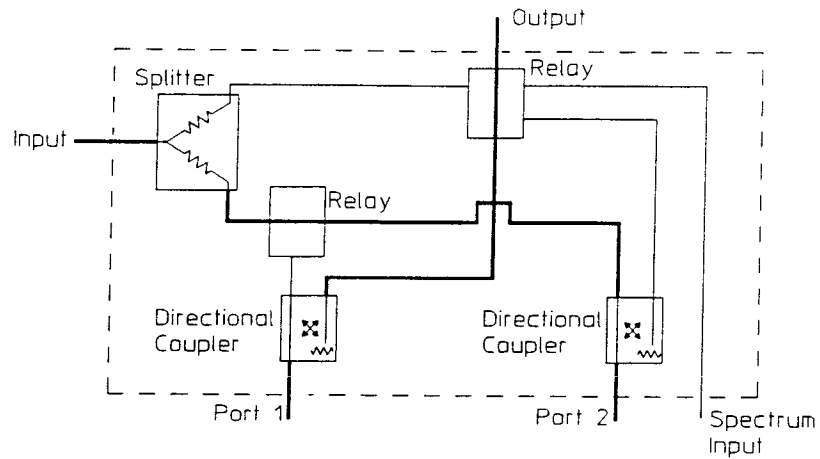 Output
Splitter
Relay
Input
Relay
Directional
Coupler
Directional
Coupler
Port 1
Port 2
Spectrum
Input